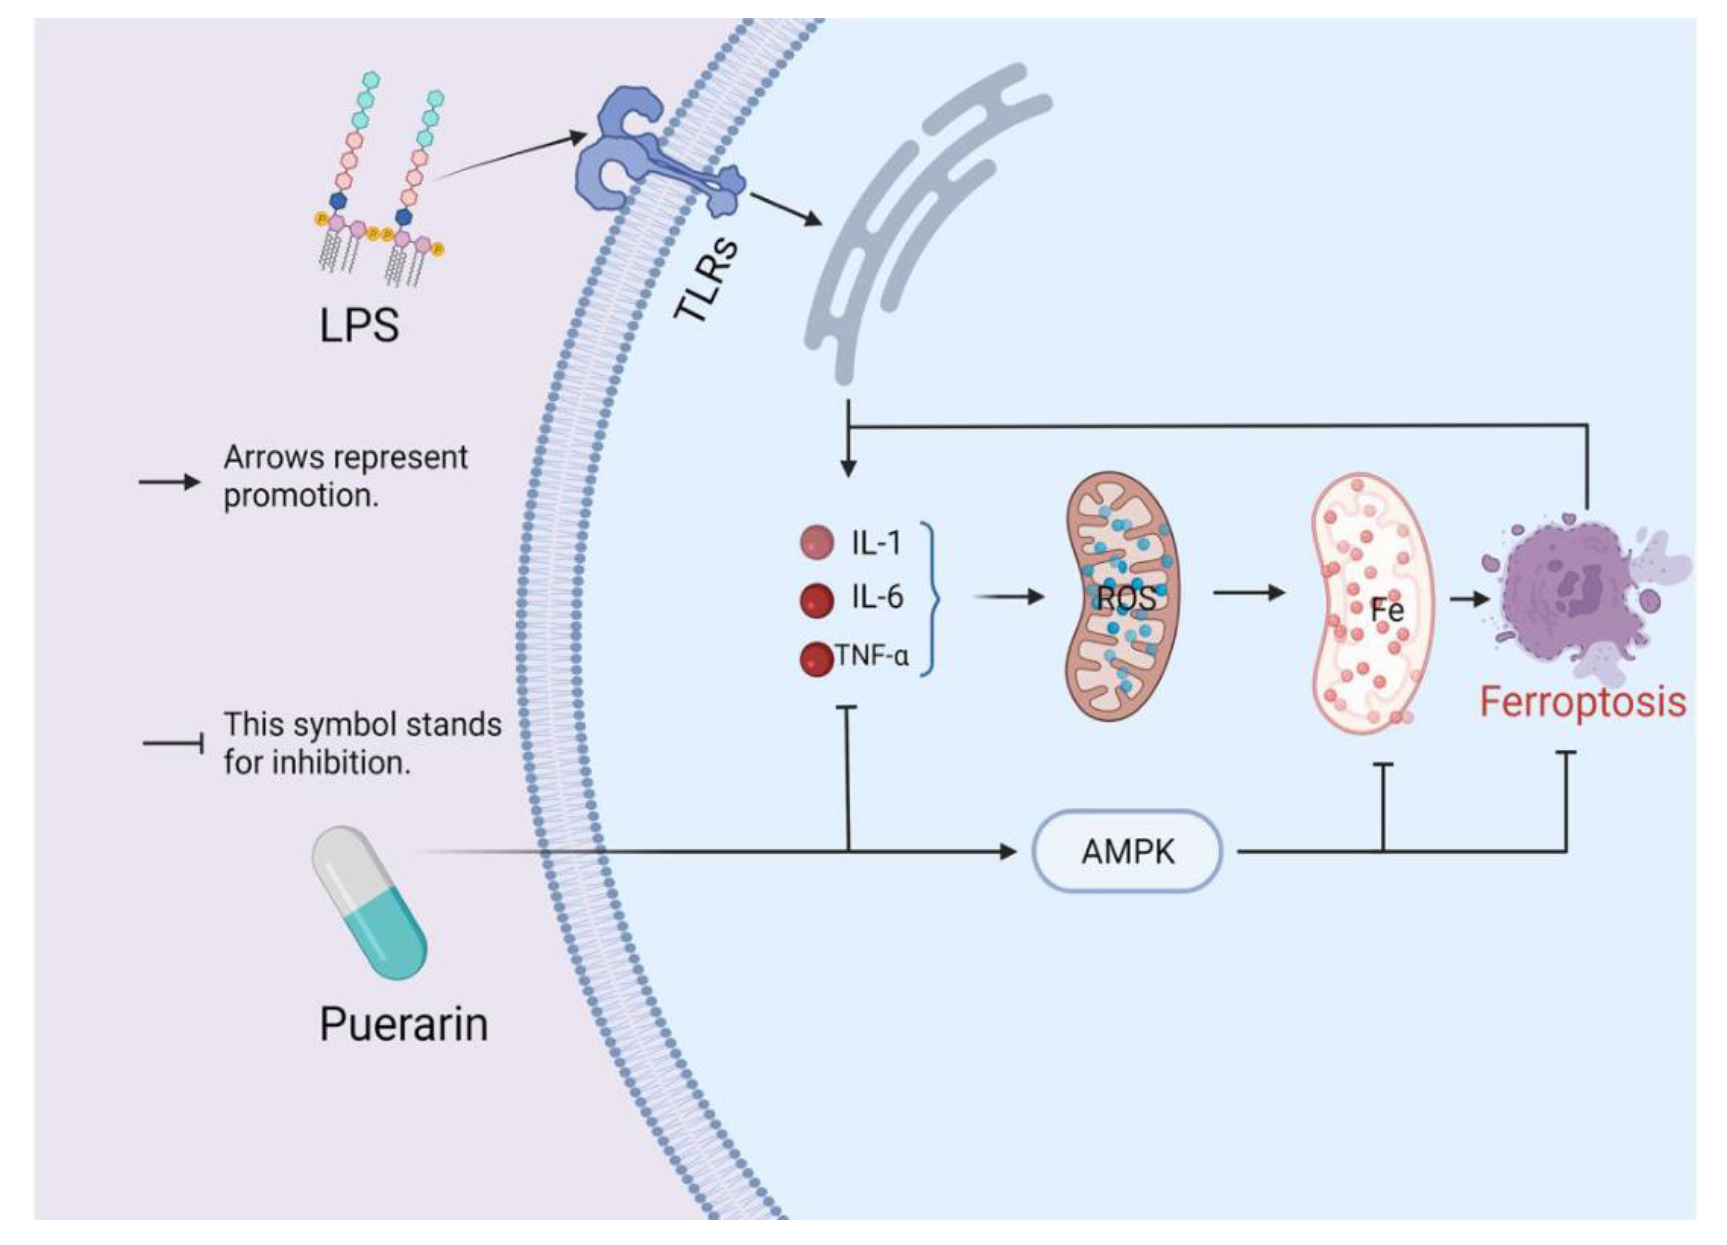 LPS
TLRs
Arrows represent
promotion.
IL-1
IL-6
TNF-α
ROS
Fe
Ferroptosis
This symbol stands
for inhibition.
AMPK
Puerarin
P
P
P
P